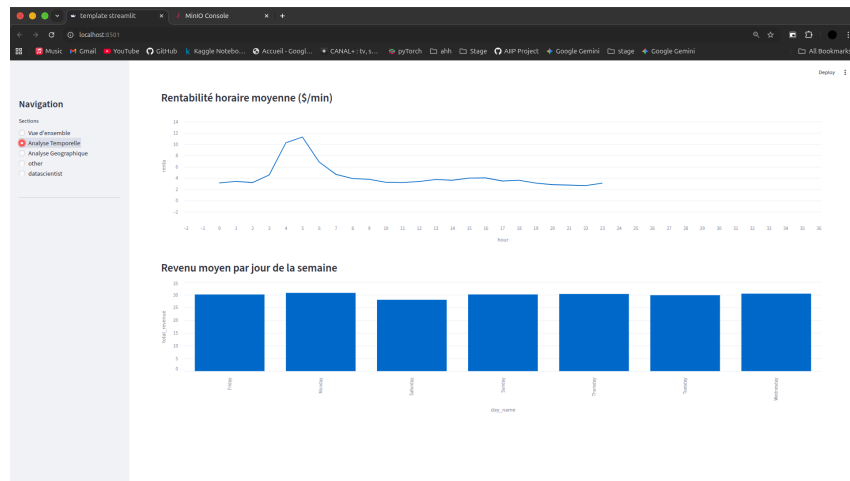 template streamlit
MinIO Console
localhost:8501
Music
Gmail
YouTube
GitHub
Kaggle Notebo...
Accueil - Googl...
CANAL+ : tv, s...
pyTorch
ahh
Stage
AIIP Project
Google Gemini
stage
Google Gemini
All Bookmarks
Deploy
Navigation
Sections
Vue d'ensemble
Analyse Temporelle
Analyse Geographique
other
datascientist
Rentabilité horaire moyenne ($/min)
14
12
10
8
6
4
2
0
−2
renta
−2 −1 0 1 2 3 4 5 6 7 8 9 10 11 12 13 14 15 16 17 18 19 20 21 22 23 24 25 26 27 28 29 30 31 32 33 34 35 36
hour
Revenu moyen par jour de la semaine
35
30
25
20
15
10
5
0
total_revenue
Friday
Monday
Saturday
Sunday
Thursday
Tuesday
Wednesday
day_name